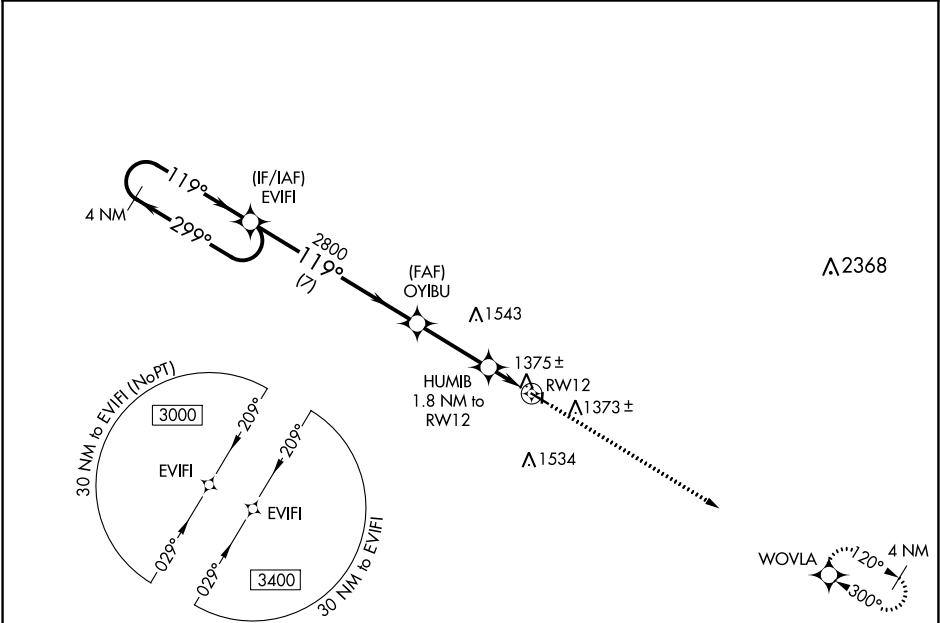 119°
4 NM
299°
(IF/IAF)
EVIFI
2800
119°
(7)
(FAF)
OYIBU
1543
2368
HUMIB
1.8 NM to
RW12
1375±
RW12
1373±
1534
30 NM to EVIFI (NoPT)
3000
209°
EVIFI
029°
209°
EVIFI
029°
3400
30 NM to EVIFI
WOVLA
120°
4 NM
300°